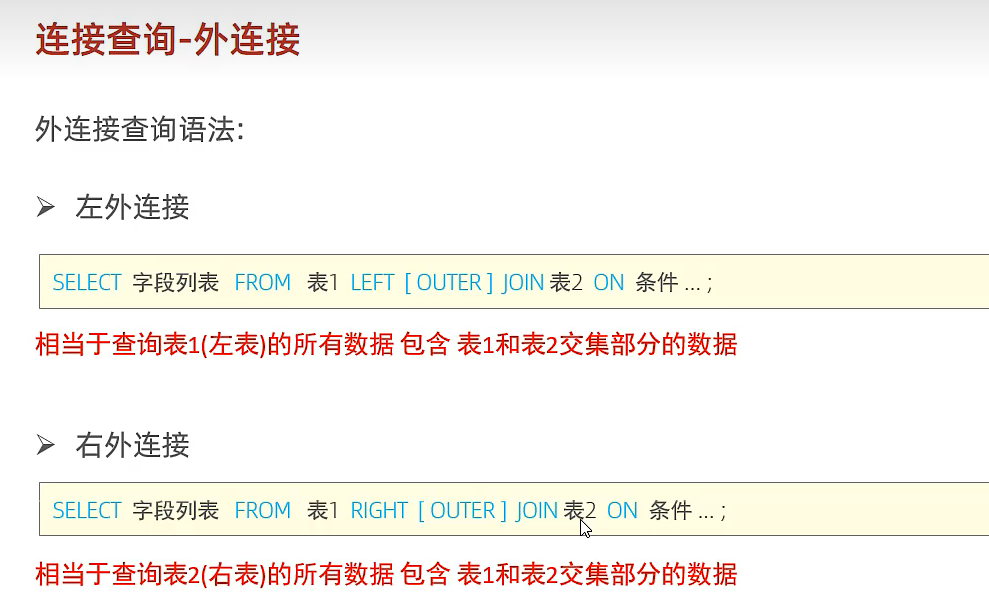 连接查询-外连接
外连接查询语法:
➢ 左外连接
SELECT 字段列表 FROM 表1 LEFT [ OUTER ] JOIN 表2 ON 条件 ... ;
相当于查询表1(左表)的所有数据 包含 表1和表2交集部分的数据
➢ 右外连接
SELECT 字段列表 FROM 表1 RIGHT [ OUTER ] JOIN 表2 ON 条件 ... ;
相当于查询表2(右表)的所有数据 包含 表1和表2交集部分的数据